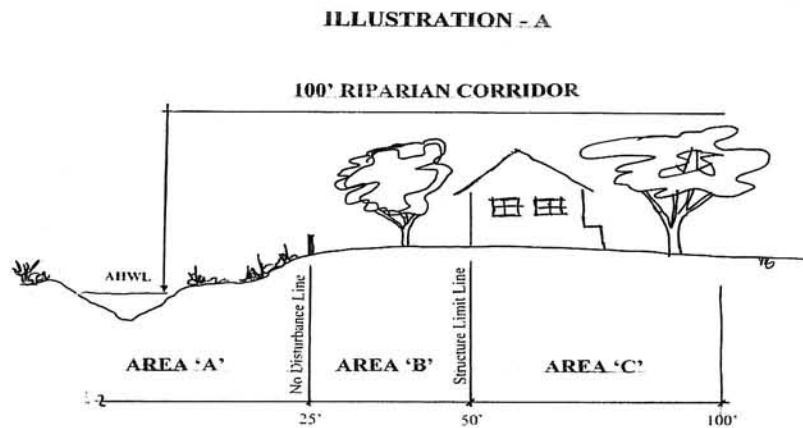 ILLUSTRATION - A
100' RIPARIAN CORRIDOR
AHWL
No Disturbance Line
Structure Limit Line
AREA 'A'
AREA 'B'
AREA 'C'
25'
50'
100'